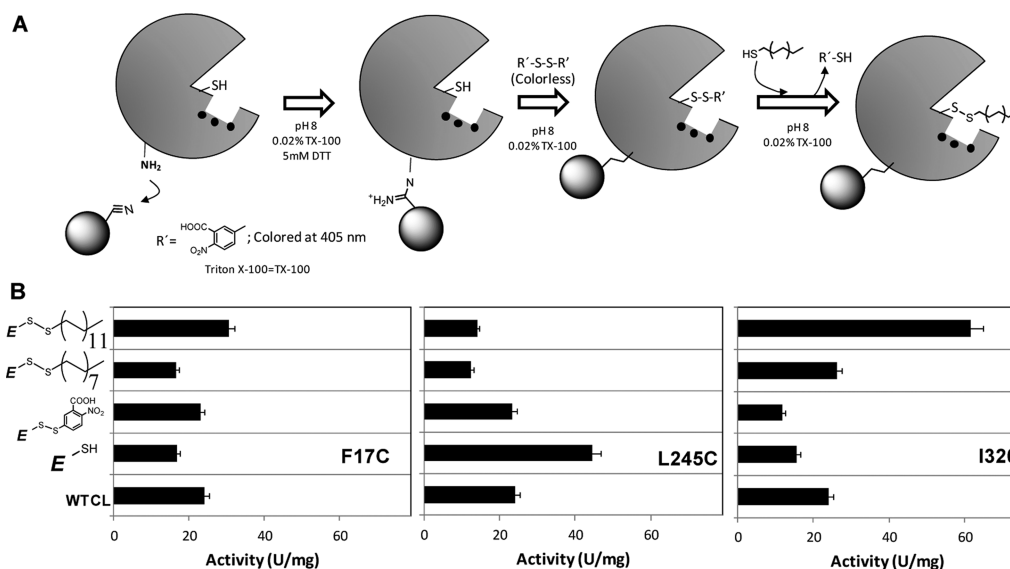 A
SH
NH₂
N
pH 8
0.02% TX-100
5mM DTT
SH
N
⁺H₂N
R´-S-S-R’
(Colorless)
pH 8
0.02% TX-100
S-S-R’
HS
R´-SH
pH 8
0.02% TX-100
S
S
R´= HOOC O₂N ; Colored at 405 nm
Triton X-100=TX-100
B
E S S 11
E S S 7
COOH
NO₂
E S S
E SH
WTCL
F17C
L245C
I320
0 20 40 60
0 20 40 60
0 20 40 60
Activity (U/mg)
Activity (U/mg)
Activity (U/mg)